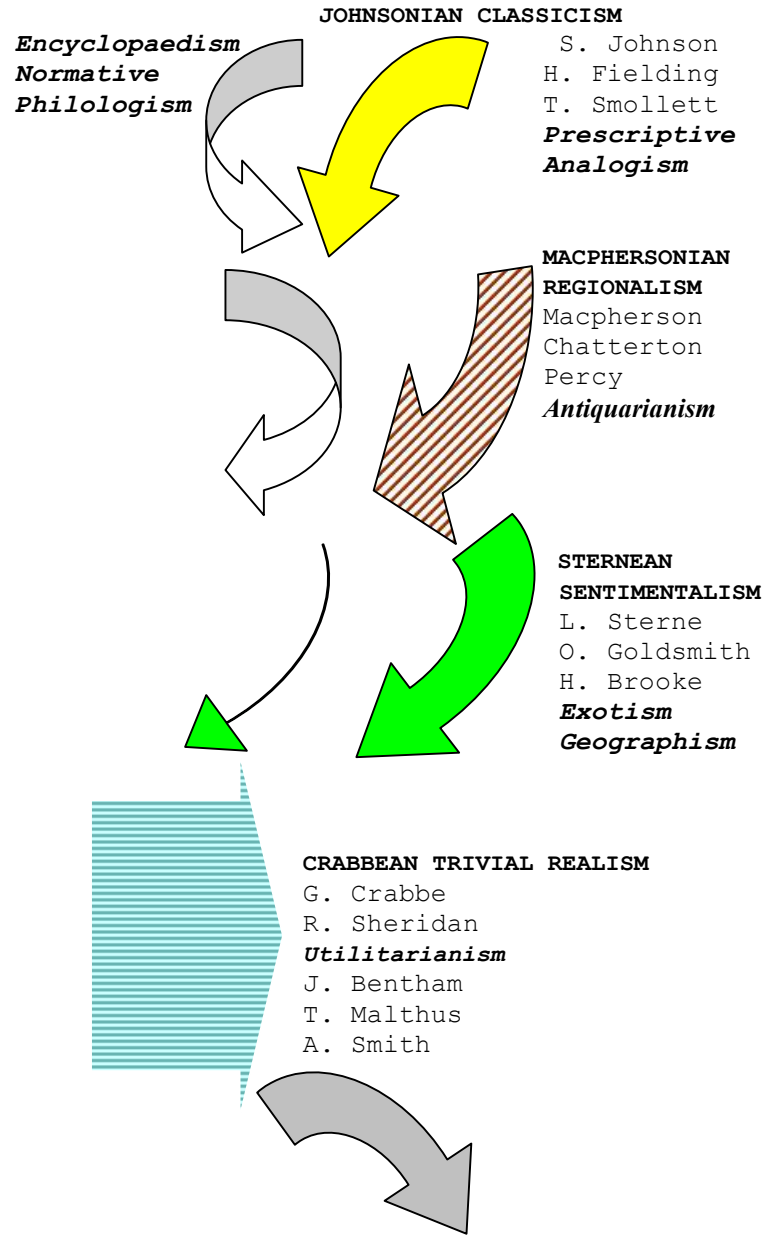 JOHNSONIAN CLASSICISM
Encyclopaedism
Normative
Philologism
S. Johnson
H. Fielding
T. Smollett
Prescriptive
Analogism
MACPHERSONIAN
REGIONALISM
Macpherson
Chatterton
Percy
Antiquarianism
STERNEAN
SENTIMENTALISM
L. Sterne
O. Goldsmith
H. Brooke
Exotism
Geographism
CRABBEAN TRIVIAL REALISM
G. Crabbe
R. Sheridan
Utilitarianism
J. Bentham
T. Malthus
A. Smith